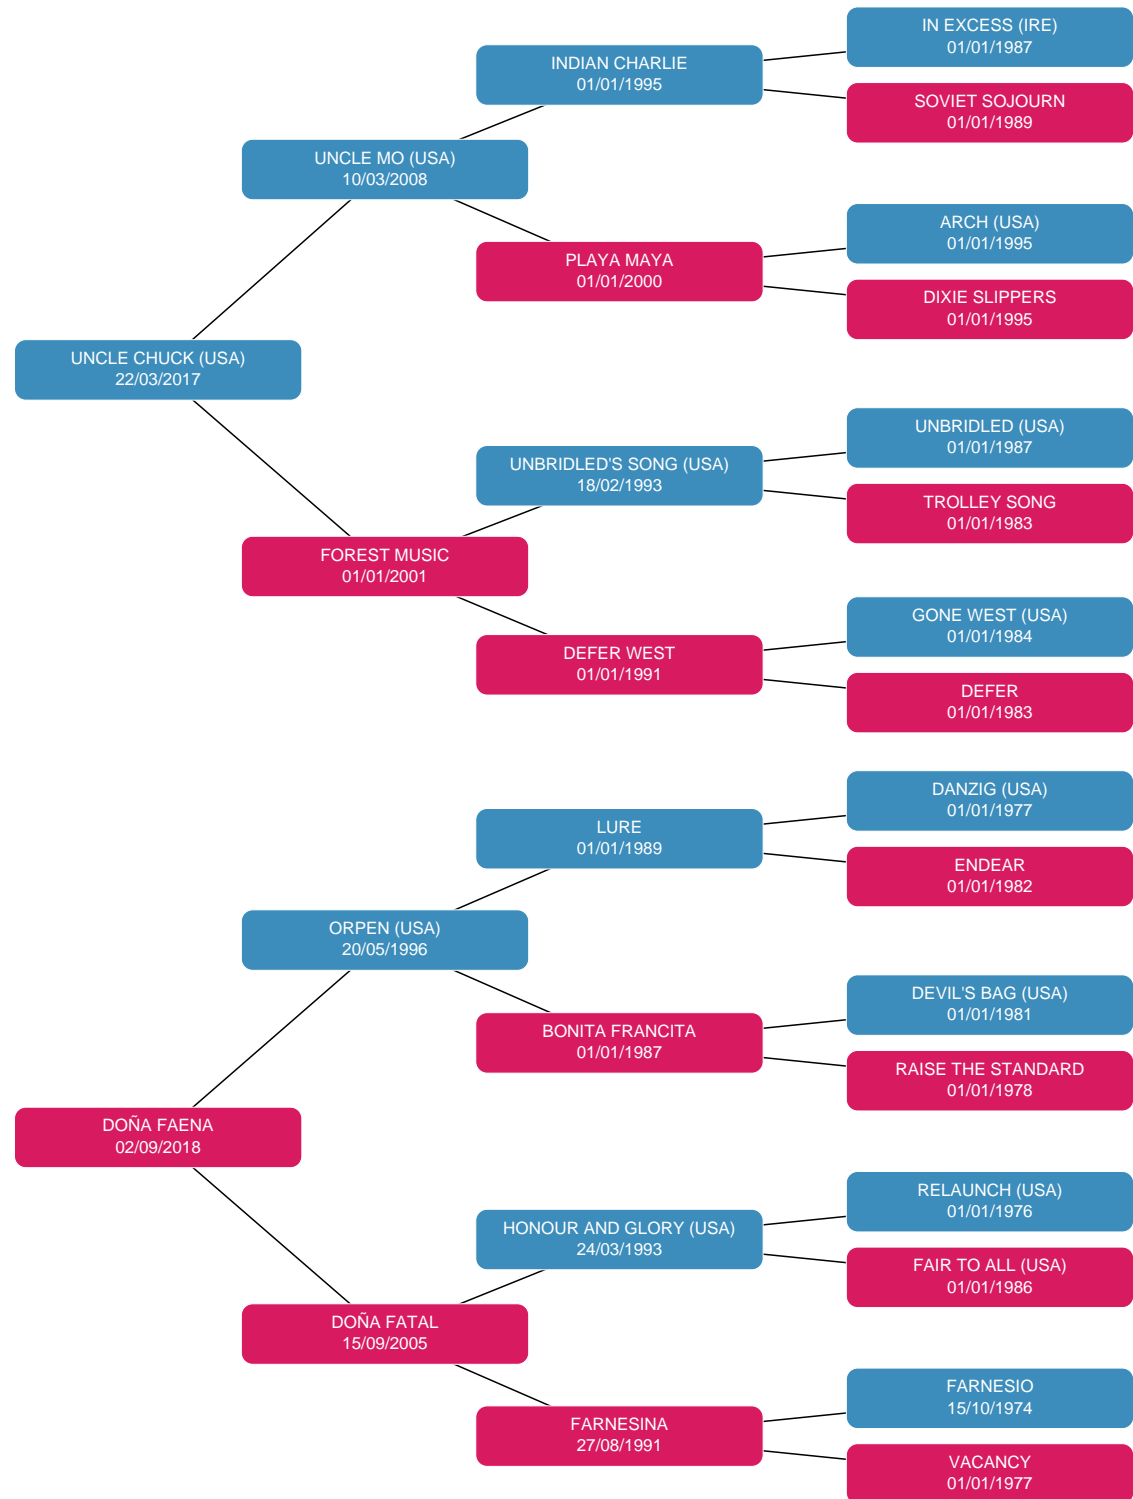 IN EXCESS (IRE)
01/01/1987
INDIAN CHARLIE
01/01/1995
SOVIET SOJOURN
01/01/1989
UNCLE MO (USA)
10/03/2008
ARCH (USA)
01/01/1995
PLAYA MAYA
01/01/2000
DIXIE SLIPPERS
01/01/1995
UNCLE CHUCK (USA)
22/03/2017
UNBRIDLED (USA)
01/01/1987
UNBRIDLED'S SONG (USA)
18/02/1993
TROLLEY SONG
01/01/1983
FOREST MUSIC
01/01/2001
GONE WEST (USA)
01/01/1984
DEFER WEST
01/01/1991
DEFER
01/01/1983
DANZIG (USA)
01/01/1977
LURE
01/01/1989
ENDEAR
01/01/1982
ORPEN (USA)
20/05/1996
DEVIL'S BAG (USA)
01/01/1981
BONITA FRANCITA
01/01/1987
RAISE THE STANDARD
01/01/1978
DOÑA FAENA
02/09/2018
RELAUNCH (USA)
01/01/1976
HONOUR AND GLORY (USA)
24/03/1993
FAIR TO ALL (USA)
01/01/1986
DOÑA FATAL
15/09/2005
FARNESIO
15/10/1974
FARNESINA
27/08/1991
VACANCY
01/01/1977